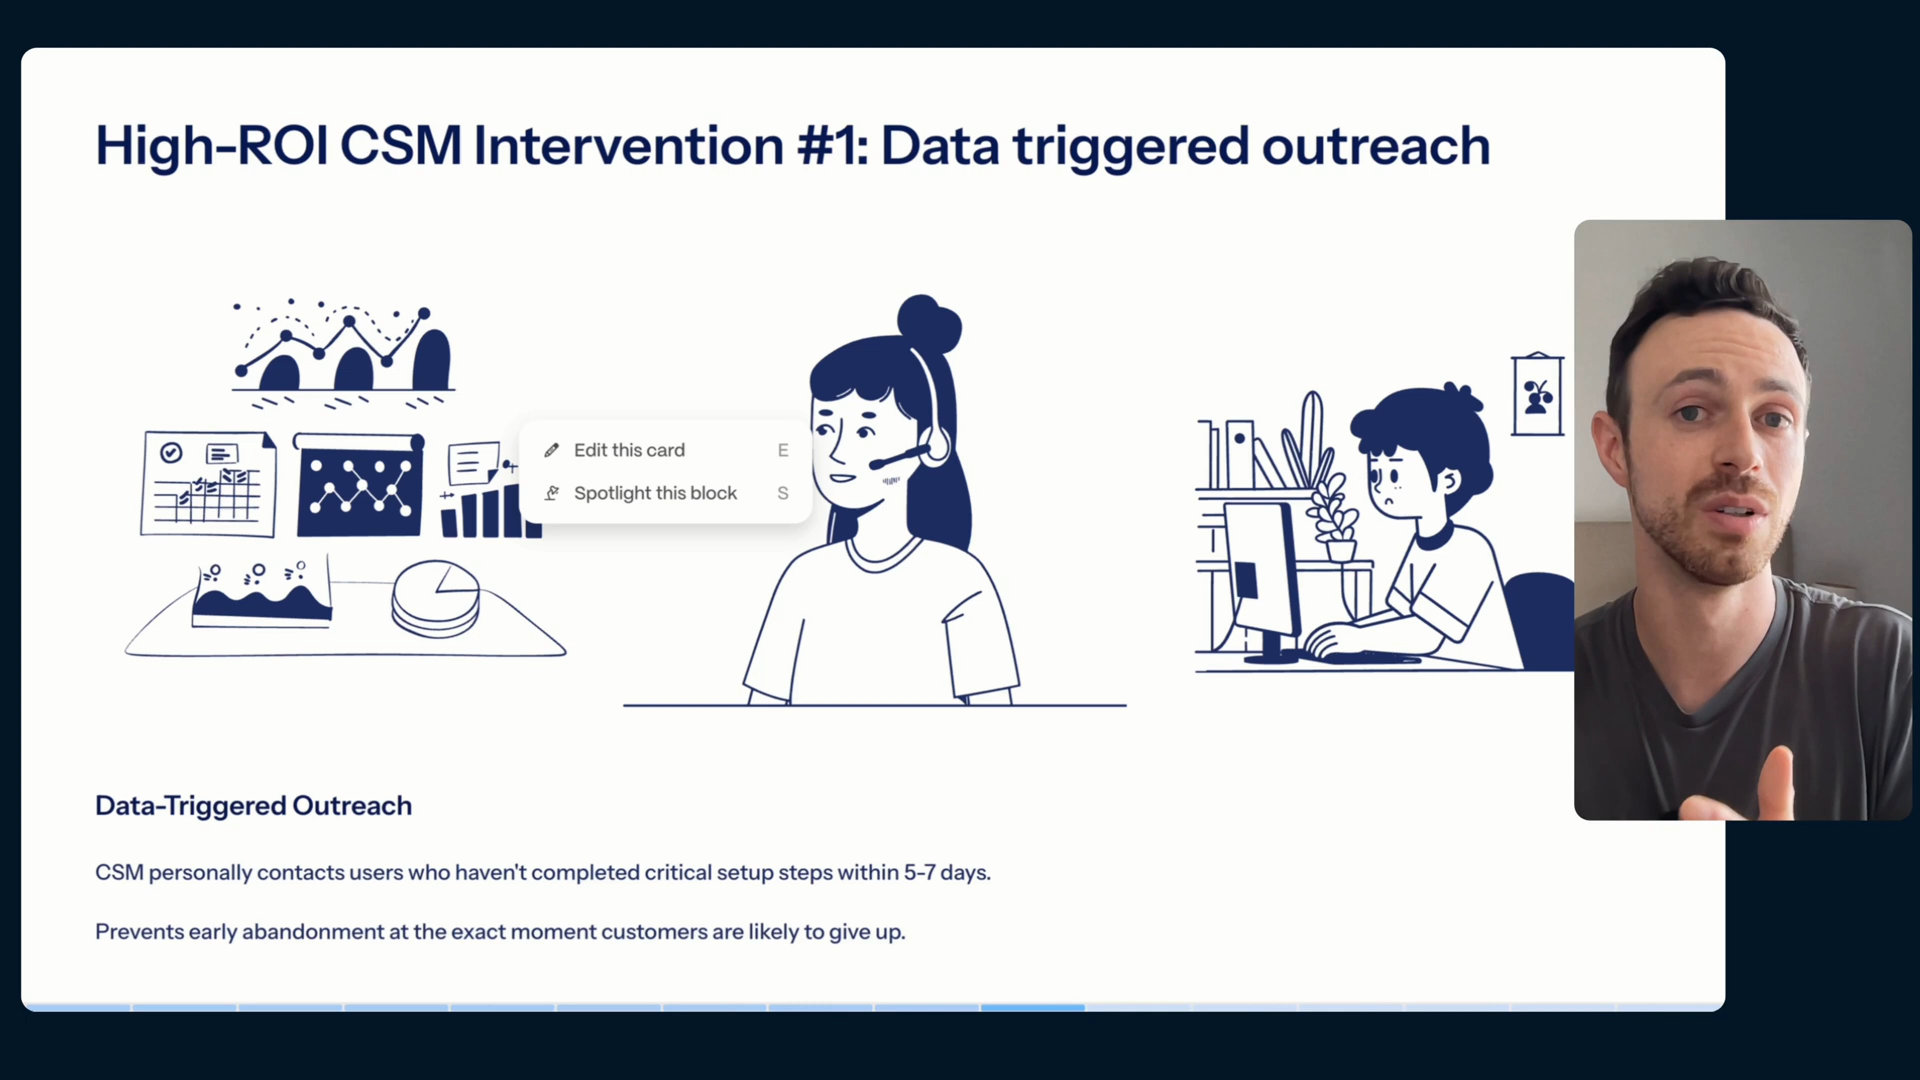 High-ROI CSM Intervention #1: Data triggered outreach
Edit this card E
Spotlight this block S
Data-Triggered Outreach
CSM personally contacts users who haven't completed critical setup steps within 5-7 days.
Prevents early abandonment at the exact moment customers are likely to give up.